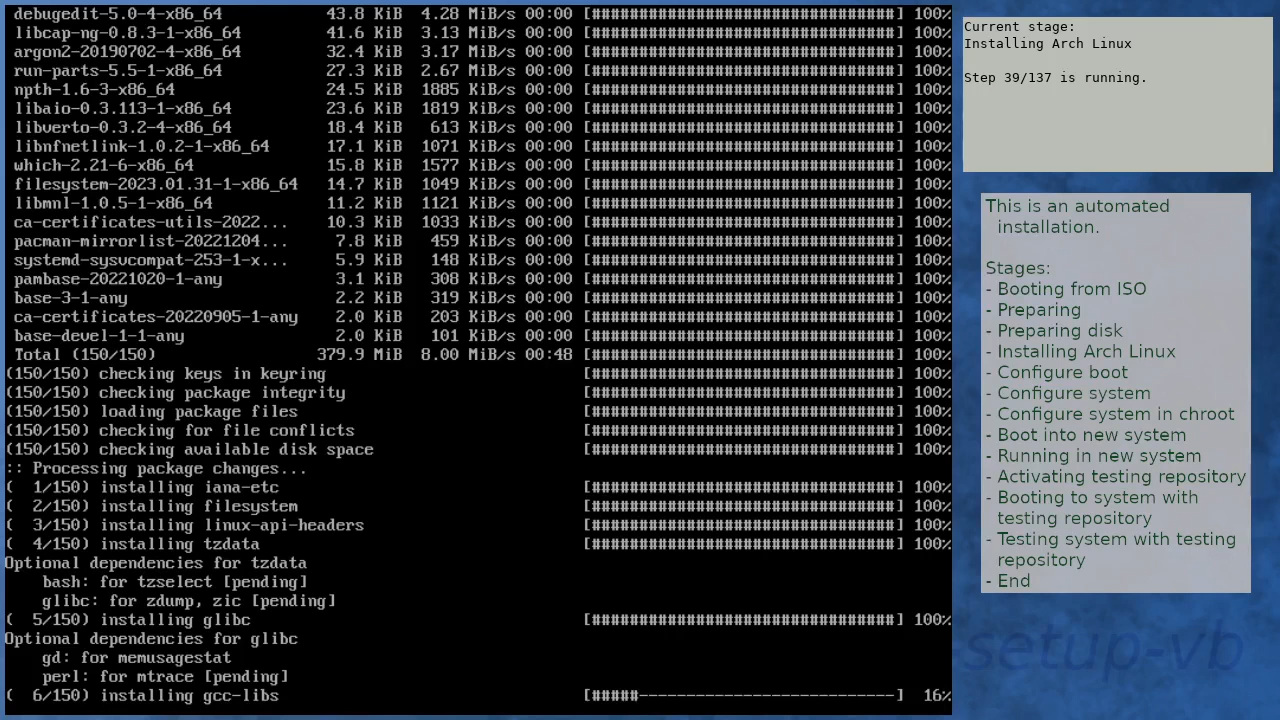 debugedit-5.0-4-x86_64 43.8 KiB 4.28 MiB/s 00:00 [################################] 100%
libcap-ng-0.8.3-1-x86_64 41.6 KiB 3.13 MiB/s 00:00 [################################] 100%
argon2-20190702-4-x86_64 32.4 KiB 3.17 MiB/s 00:00 [################################] 100%
run-parts-5.5-1-x86_64 27.3 KiB 2.67 MiB/s 00:00 [################################] 100%
npth-1.6-3-x86_64 24.5 KiB 1885 KiB/s 00:00 [################################] 100%
libaio-0.3.113-1-x86_64 23.6 KiB 1819 KiB/s 00:00 [################################] 100%
libverto-0.3.2-4-x86_64 18.4 KiB 613 KiB/s 00:00 [################################] 100%
libnfnetlink-1.0.2-1-x86_64 17.1 KiB 1071 KiB/s 00:00 [################################] 100%
which-2.21-6-x86_64 15.8 KiB 1577 KiB/s 00:00 [################################] 100%
filesystem-2023.01.31-1-x86_64 14.7 KiB 1049 KiB/s 00:00 [################################] 100%
libmnl-1.0.5-1-x86_64 11.2 KiB 1121 KiB/s 00:00 [################################] 100%
ca-certificates-utils-2022... 10.3 KiB 1033 KiB/s 00:00 [################################] 100%
pacman-mirrorlist-20221204... 7.8 KiB 459 KiB/s 00:00 [################################] 100%
systemd-sysvcompat-253-1-x... 5.9 KiB 148 KiB/s 00:00 [################################] 100%
pambase-20221020-1-any 3.1 KiB 308 KiB/s 00:00 [################################] 100%
base-3-1-any 2.2 KiB 319 KiB/s 00:00 [################################] 100%
ca-certificates-20220905-1-any 2.0 KiB 203 KiB/s 00:00 [################################] 100%
base-devel-1-1-any 2.0 KiB 101 KiB/s 00:00 [################################] 100%
Total (150/150) 379.9 MiB 8.00 MiB/s 00:48 [################################] 100%
(150/150) checking keys in keyring [################################] 100%
(150/150) checking package integrity [################################] 100%
(150/150) loading package files [################################] 100%
(150/150) checking for file conflicts [################################] 100%
(150/150) checking available disk space [################################] 100%
:: Processing package changes...
( 1/150) installing iana-etc [################################] 100%
( 2/150) installing filesystem [################################] 100%
( 3/150) installing linux-api-headers [################################] 100%
( 4/150) installing tzdata [################################] 100%
Optional dependencies for tzdata
bash: for tzselect [pending]
glibc: for zdump, zic [pending]
( 5/150) installing glibc [################################] 100%
Optional dependencies for glibc
gd: for memusagestat
perl: for mtrace [pending]
( 6/150) installing gcc-libs [#####---------------------------] 16%
Current stage:
Installing Arch Linux
Step 39/137 is running.
This is an automated
installation.
Stages:
- Booting from ISO
- Preparing
- Preparing disk
- Installing Arch Linux
- Configure boot
- Configure system
- Configure system in chroot
- Boot into new system
- Running in new system
- Activating testing repository
- Booting to system with
testing repository
- Testing system with testing
repository
- End
setup-vb